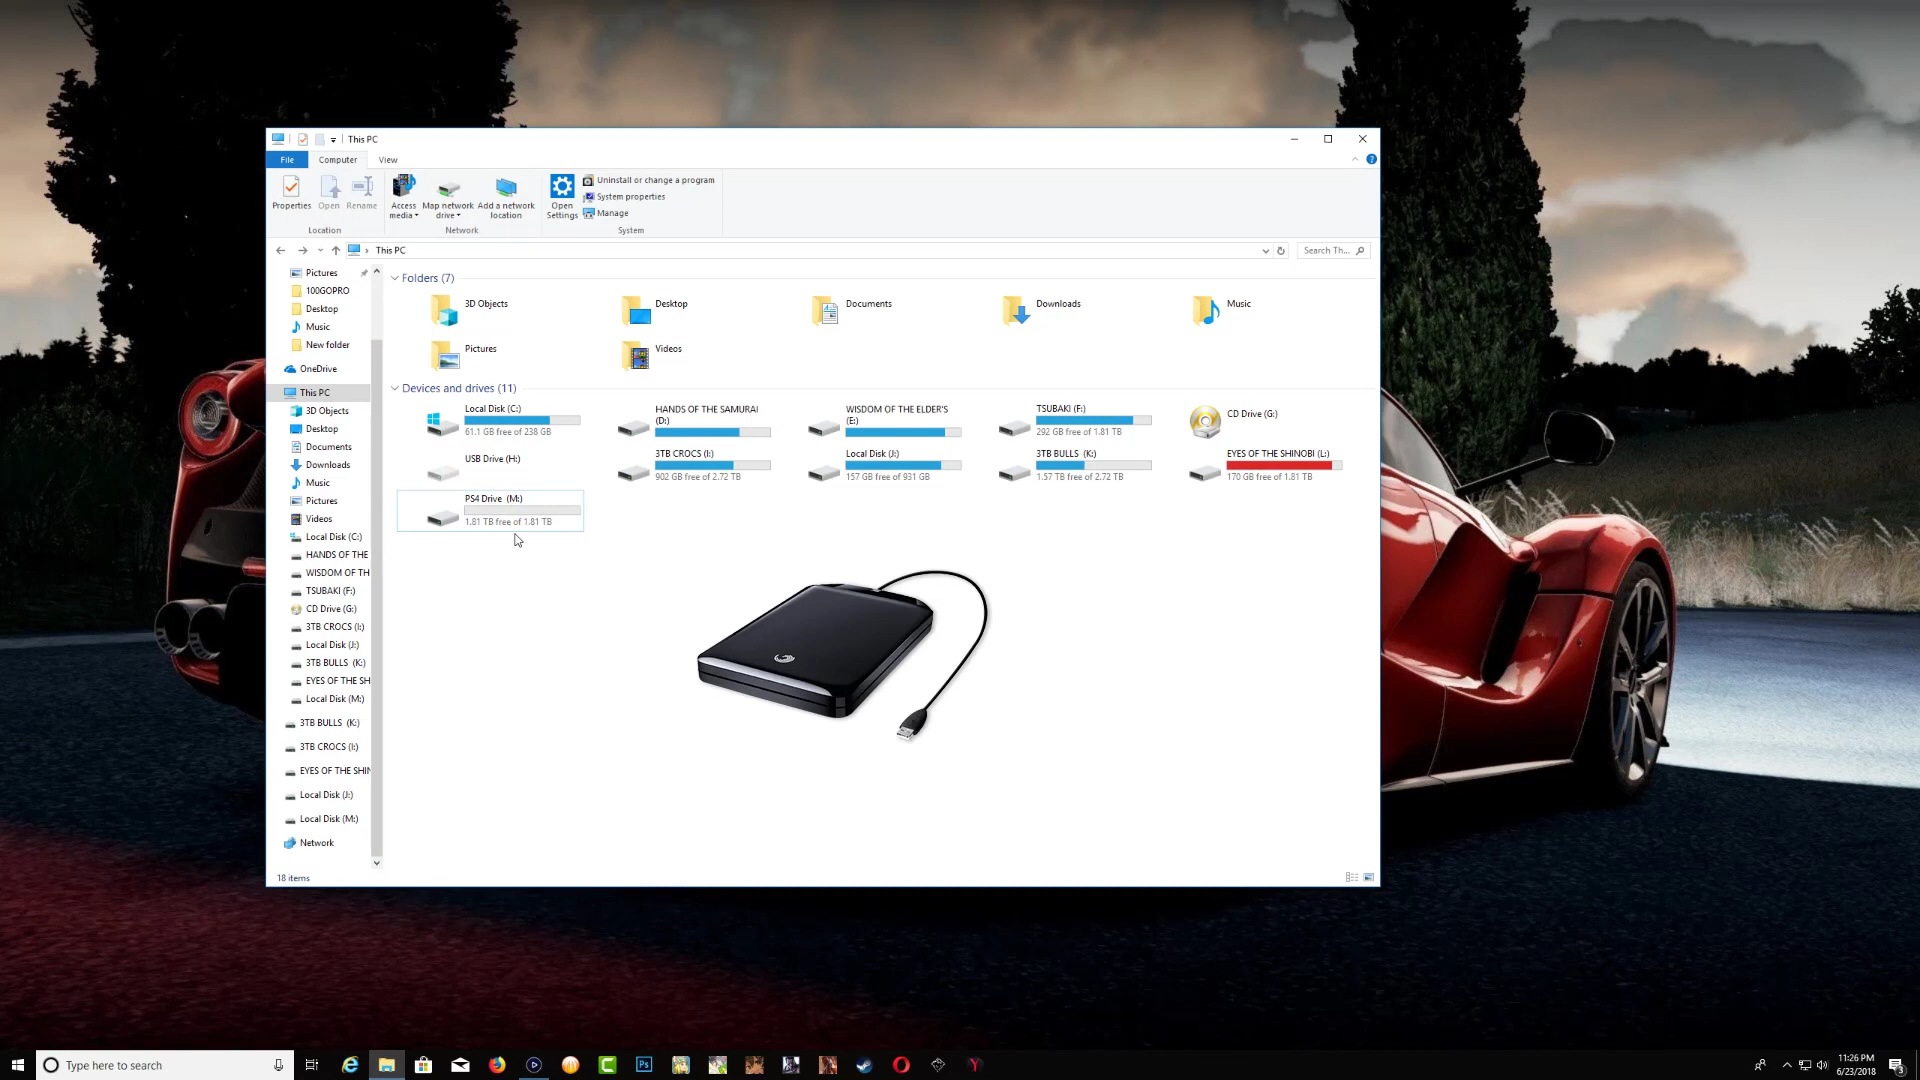 This PC
File
Computer
View
Properties
Open
Rename
Access media
Map network drive
Add a network location
Open Settings
Uninstall or change a program
System properties
Manage
Location
Network
System
This PC
Search Th...
Pictures
100GOPRO
Desktop
Music
New folder
OneDrive
This PC
3D Objects
Desktop
Documents
Downloads
Music
Pictures
Videos
Local Disk (C:)
HANDS OF THE
WISDOM OF TH
TSUBAKI (F:)
CD Drive (G:)
3TB CROCS (I:)
Local Disk (J:)
3TB BULLS (K:)
EYES OF THE SH
Local Disk (M:)
3TB BULLS (K:)
3TB CROCS (I:)
EYES OF THE SHIN
Local Disk (J:)
Local Disk (M:)
Network
Folders (7)
3D Objects
Desktop
Documents
Downloads
Music
Pictures
Videos
Devices and drives (11)
Local Disk (C:)
61.1 GB free of 238 GB
HANDS OF THE SAMURAI
(D:)
WISDOM OF THE ELDER'S
(E:)
TSUBAKI (F:)
292 GB free of 1.81 TB
CD Drive (G:)
USB Drive (H:)
3TB CROCS (I:)
902 GB free of 2.72 TB
Local Disk (J:)
157 GB free of 931 GB
3TB BULLS (K:)
1.57 TB free of 2.72 TB
EYES OF THE SHINOBI (L:)
170 GB free of 1.81 TB
PS4 Drive (M:)
1.81 TB free of 1.81 TB
18 items
Type here to search
Ps
11:26 PM
6/23/2018
3